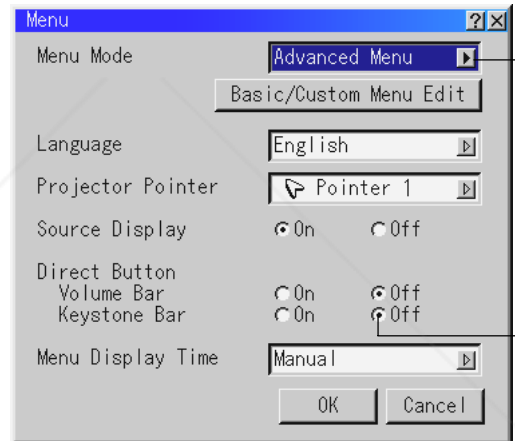 Menu ?
Menu Mode Advanced Menu
Basic/Custom Menu Edit
Language English
Projector Pointer Pointer 1
Source Display On Off
Direct Button
Volume Bar On Off
Keystone Bar On Off
Menu Display Time Manual
OK Cancel